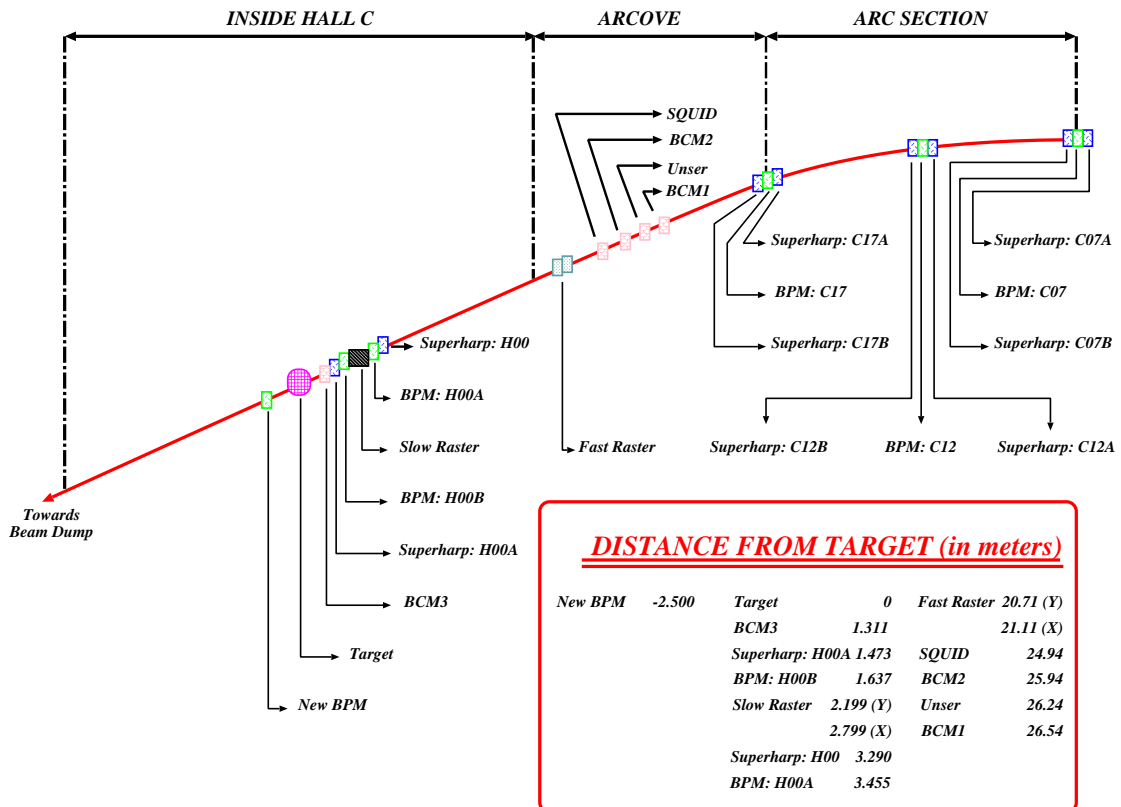 INSIDE HALL C ARCOVE ARC SECTION
SQUID
BCM2
Unser
BCM1
Superharp: C17A Superharp: C07A
BPM: C17 BPM: C07
Superharp: H00 Superharp: C17B Superharp: C07B
BPM: H00A
Slow Raster Fast Raster Superharp: C12B BPM: C12 Superharp: C12A
BPM: H00B
Towards
Beam Dump
Superharp: H00A
BCM3
Target
New BPM
DISTANCE FROM TARGET (in meters)
New BPM -2.500 Target 0 Fast Raster 20.71 (Y)
BCM3 1.311 21.11 (X)
Superharp: H00A 1.473 SQUID 24.94
BPM: H00B 1.637 BCM2 25.94
Slow Raster 2.199 (Y) Unser 26.24
2.799 (X) BCM1 26.54
Superharp: H00 3.290
BPM: H00A 3.455